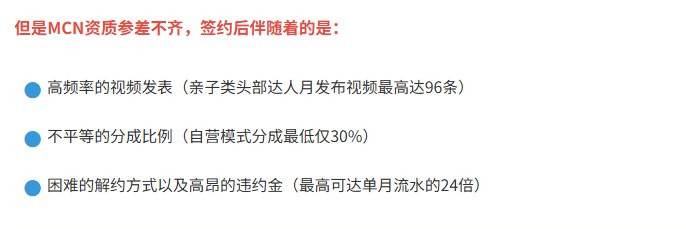 但是MCN资质参差不齐，签约后伴随着的是：
高频率的视频发表（亲子类头部达人月发布视频最高达96条）
不平等的分成比例（自营模式分成最低仅30%）
困难的解约方式以及高昂的违约金（最高可达单月流水的24倍）